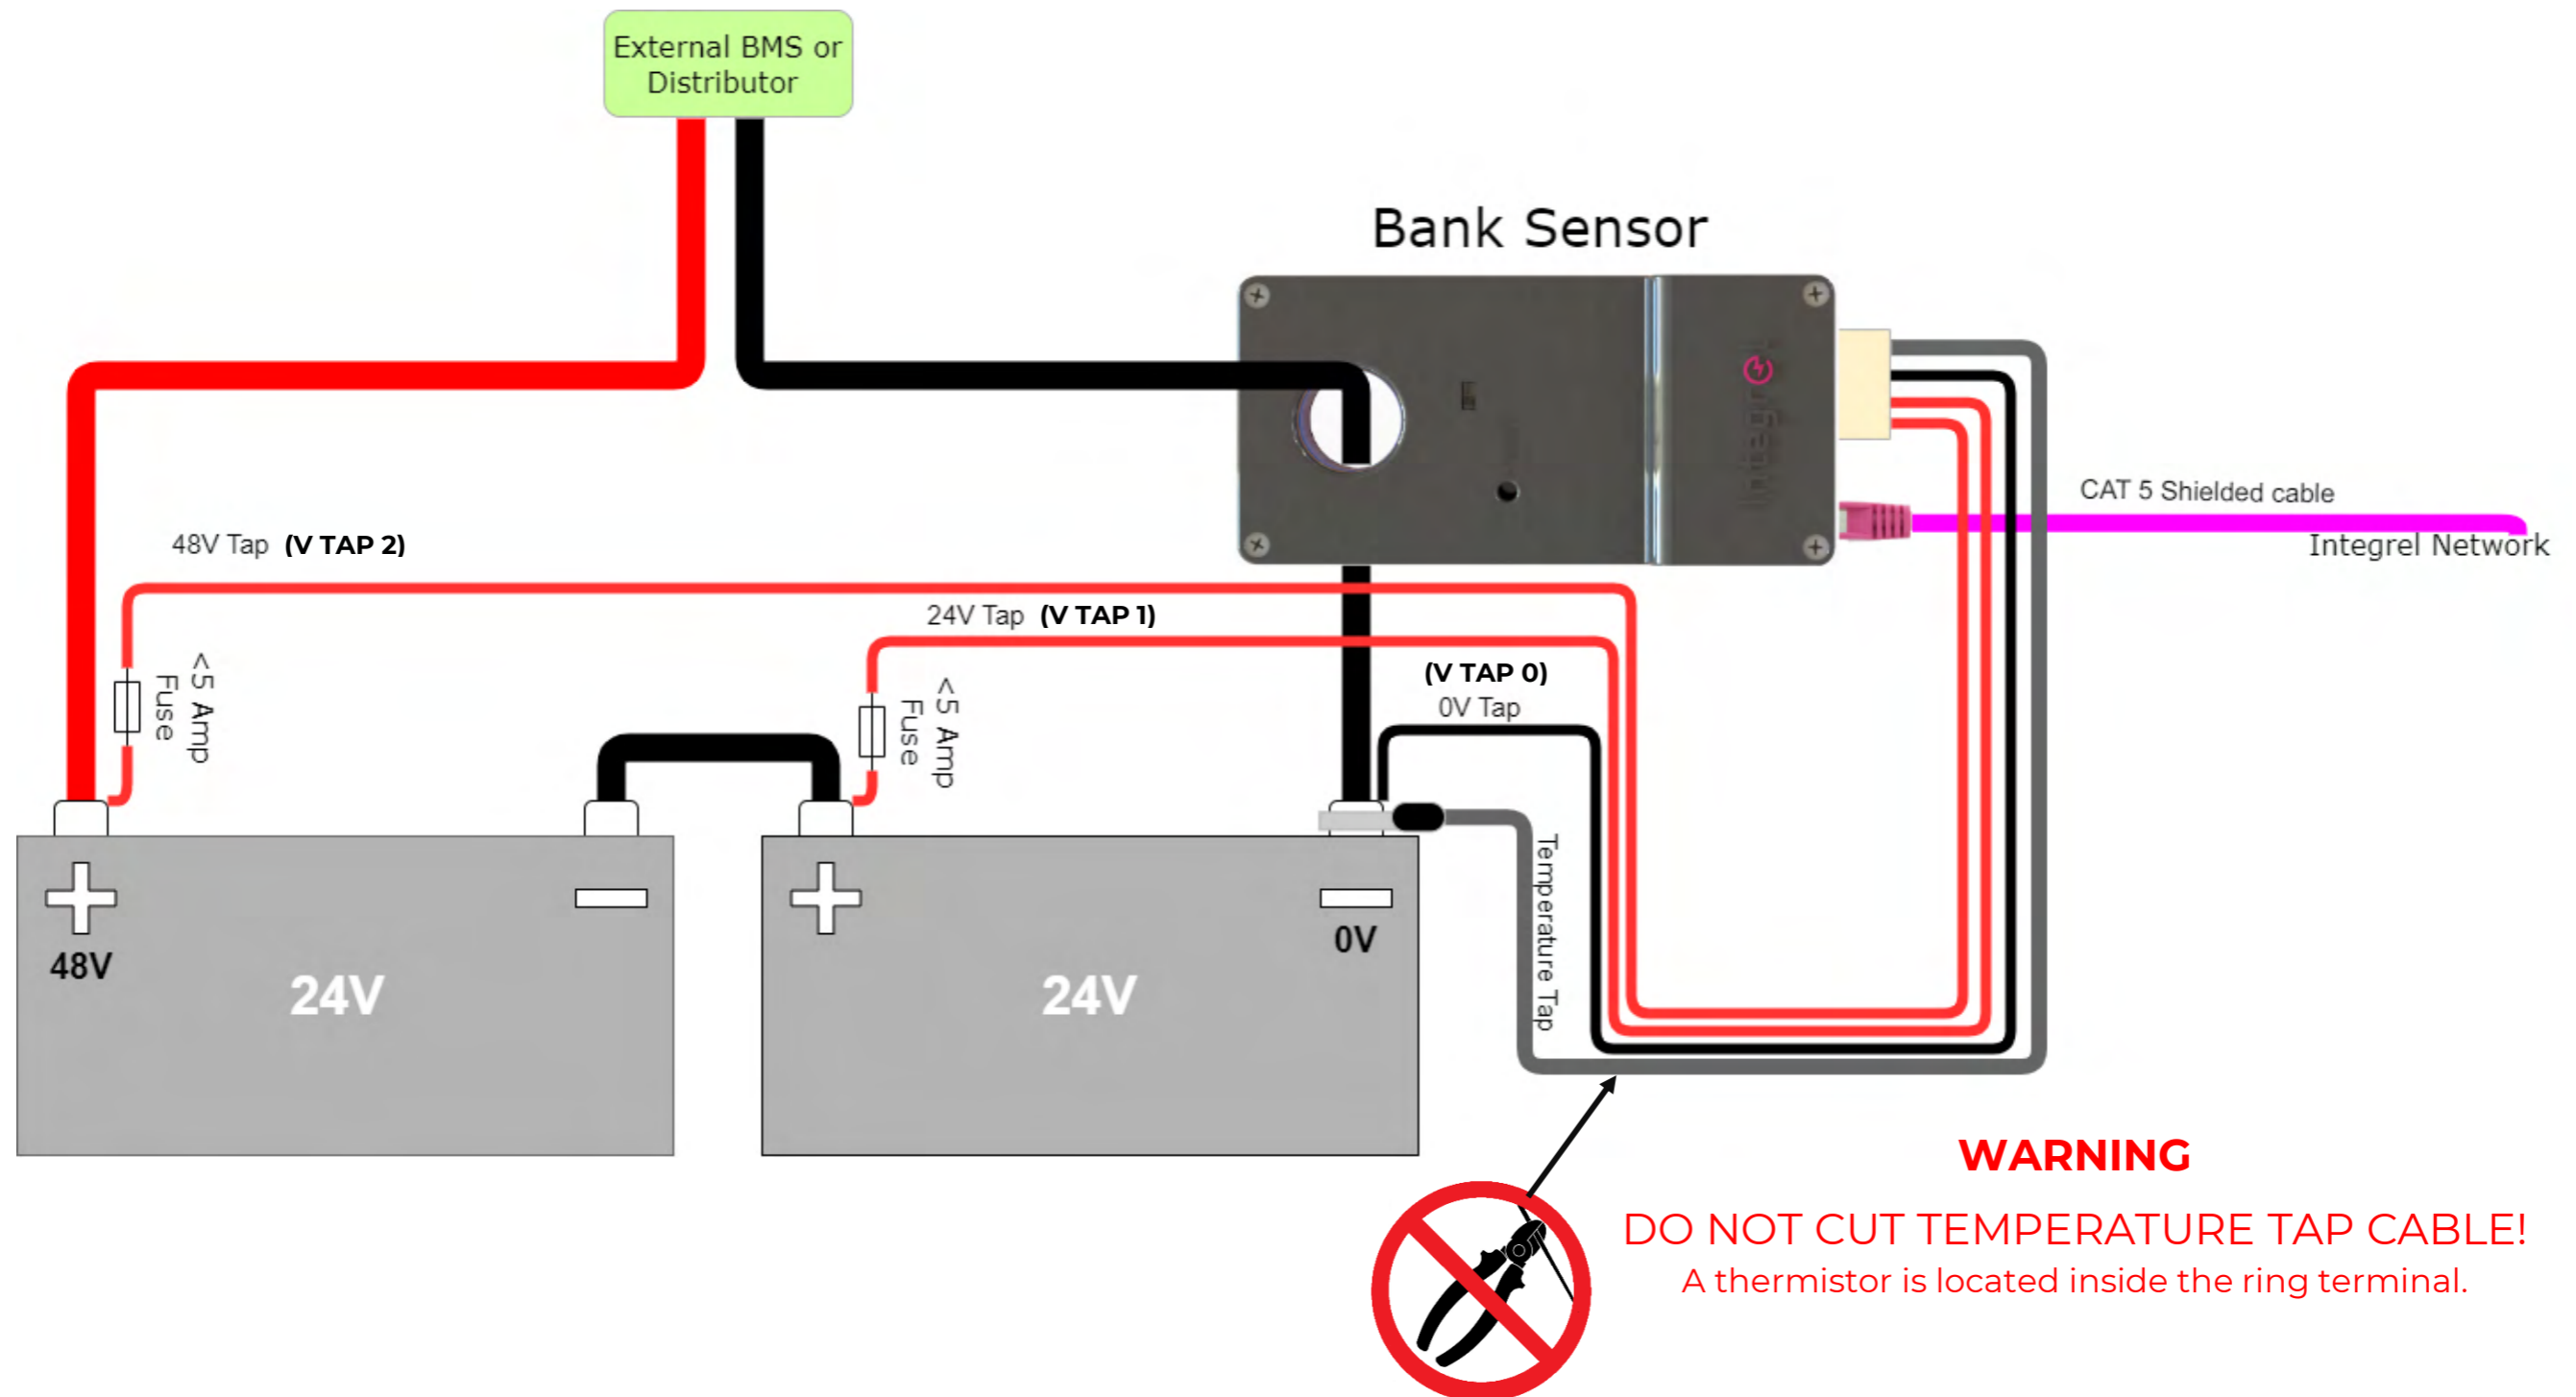 External BMS or
Distributor
Bank Sensor
Integrel
CAT 5 Shielded cable
Integrel Network
48V Tap (V TAP 2)
24V Tap (V TAP 1)
(V TAP 0)
0V Tap
<5 Amp
Fuse
<5 Amp
Fuse
Temperature Tap
48V
24V
24V
0V
WARNING
DO NOT CUT TEMPERATURE TAP CABLE!
A thermistor is located inside the ring terminal.